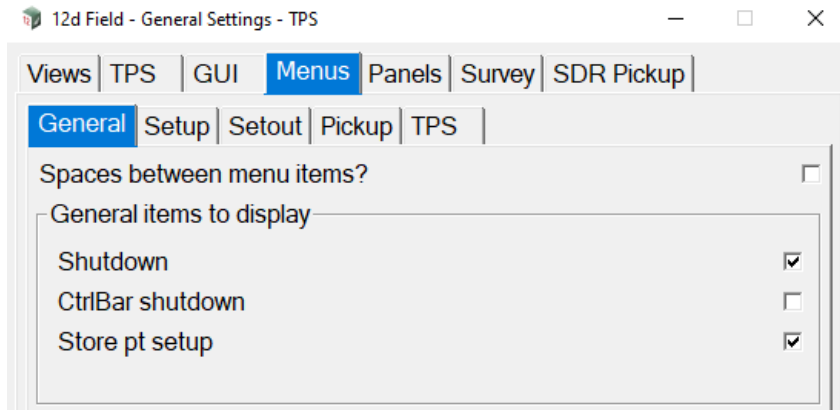 12d Field - General Settings - TPS
Views TPS GUI Menus Panels Survey SDR Pickup
General Setup Setout Pickup TPS
Spaces between menu items?
General items to display
Shutdown
CtrlBar shutdown
Store pt setup